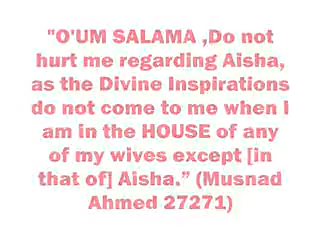 "O'UM SALAMA ,Do not
hurt me regarding Aisha,
as the Divine Inspirations
do not come to me when I
am in the HOUSE of any
of my wives except [in
that of] Aisha.” (Musnad
Ahmed 27271)